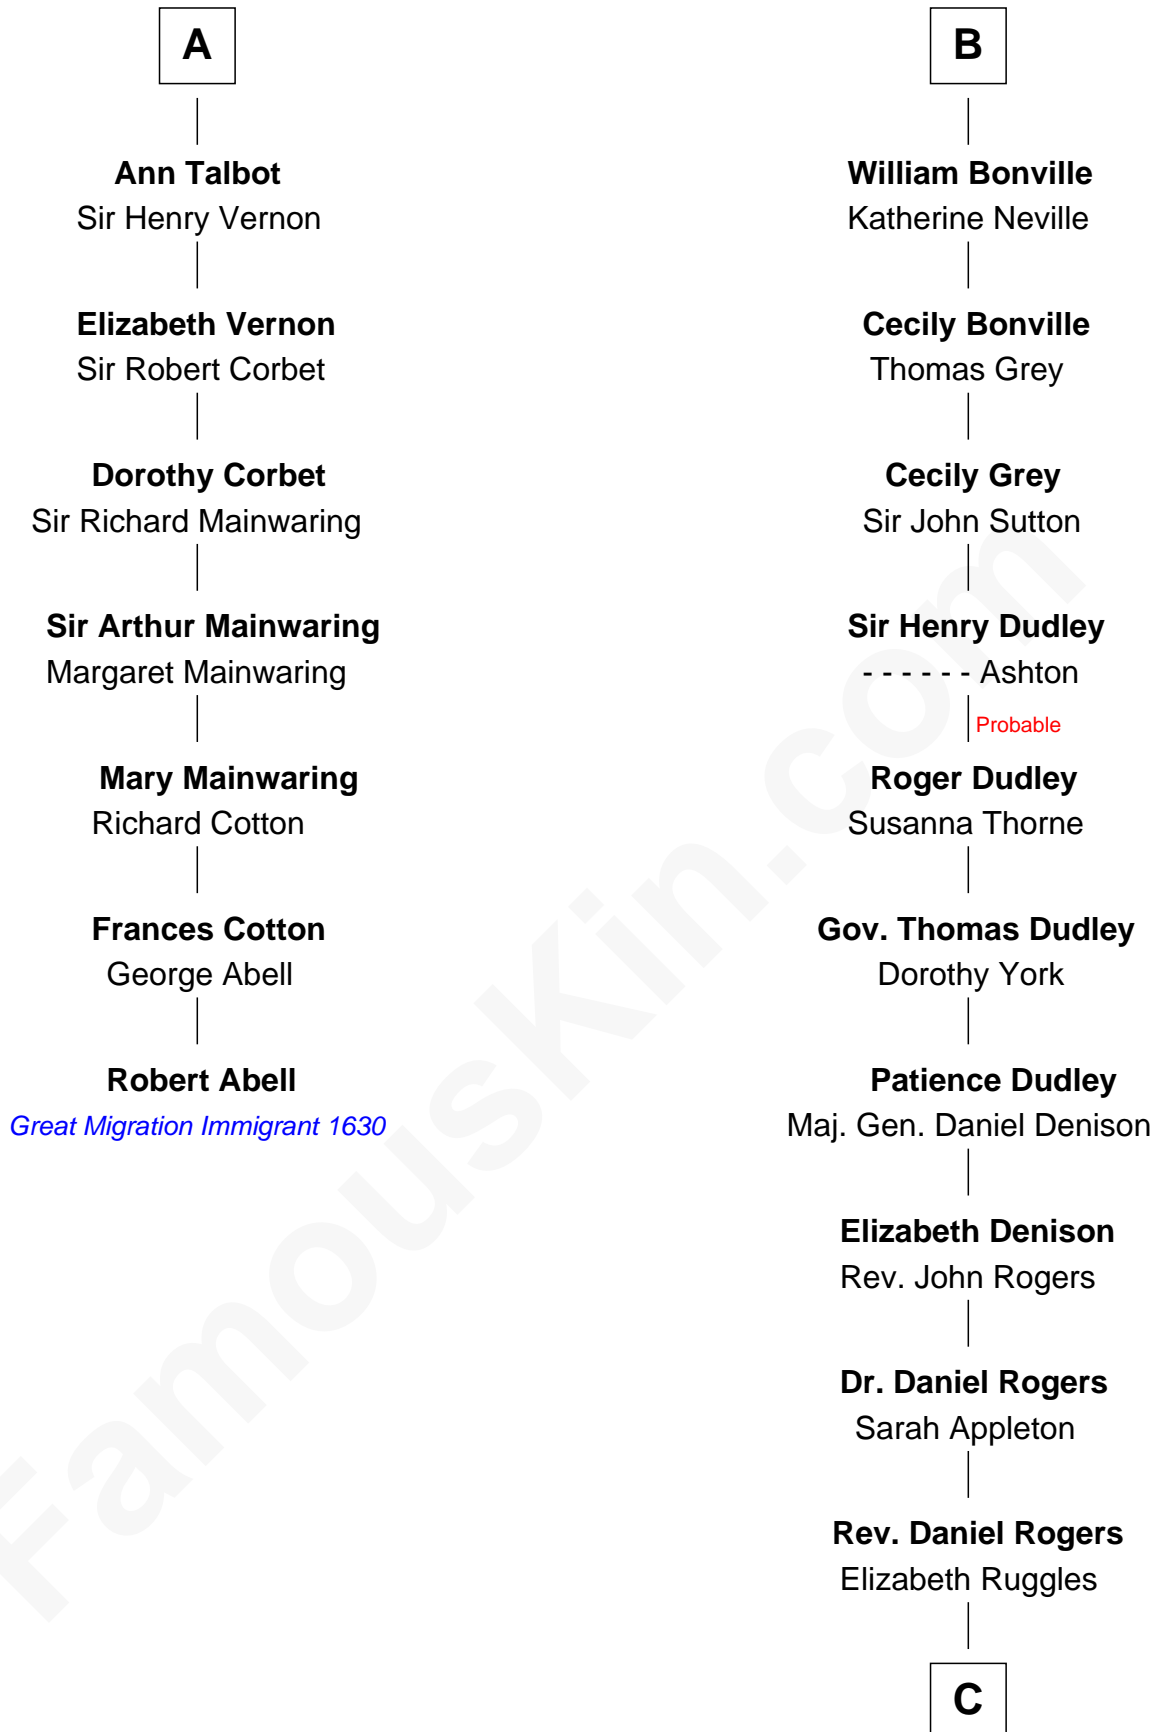 A
Ann Talbot
Sir Henry Vernon
Elizabeth Vernon
Sir Robert Corbet
Dorothy Corbet
Sir Richard Mainwaring
Sir Arthur Mainwaring
Margaret Mainwaring
Mary Mainwaring
Richard Cotton
Frances Cotton
George Abell
Robert Abell
Great Migration Immigrant 1630
B
William Bonville
Katherine Neville
Cecily Bonville
Thomas Grey
Cecily Grey
Sir John Sutton
Sir Henry Dudley
- - - - - - Ashton
Probable
Roger Dudley
Susanna Thorne
Gov. Thomas Dudley
Dorothy York
Patience Dudley
Maj. Gen. Daniel Denison
Elizabeth Denison
Rev. John Rogers
Dr. Daniel Rogers
Sarah Appleton
Rev. Daniel Rogers
Elizabeth Ruggles
C
FamousKin.com